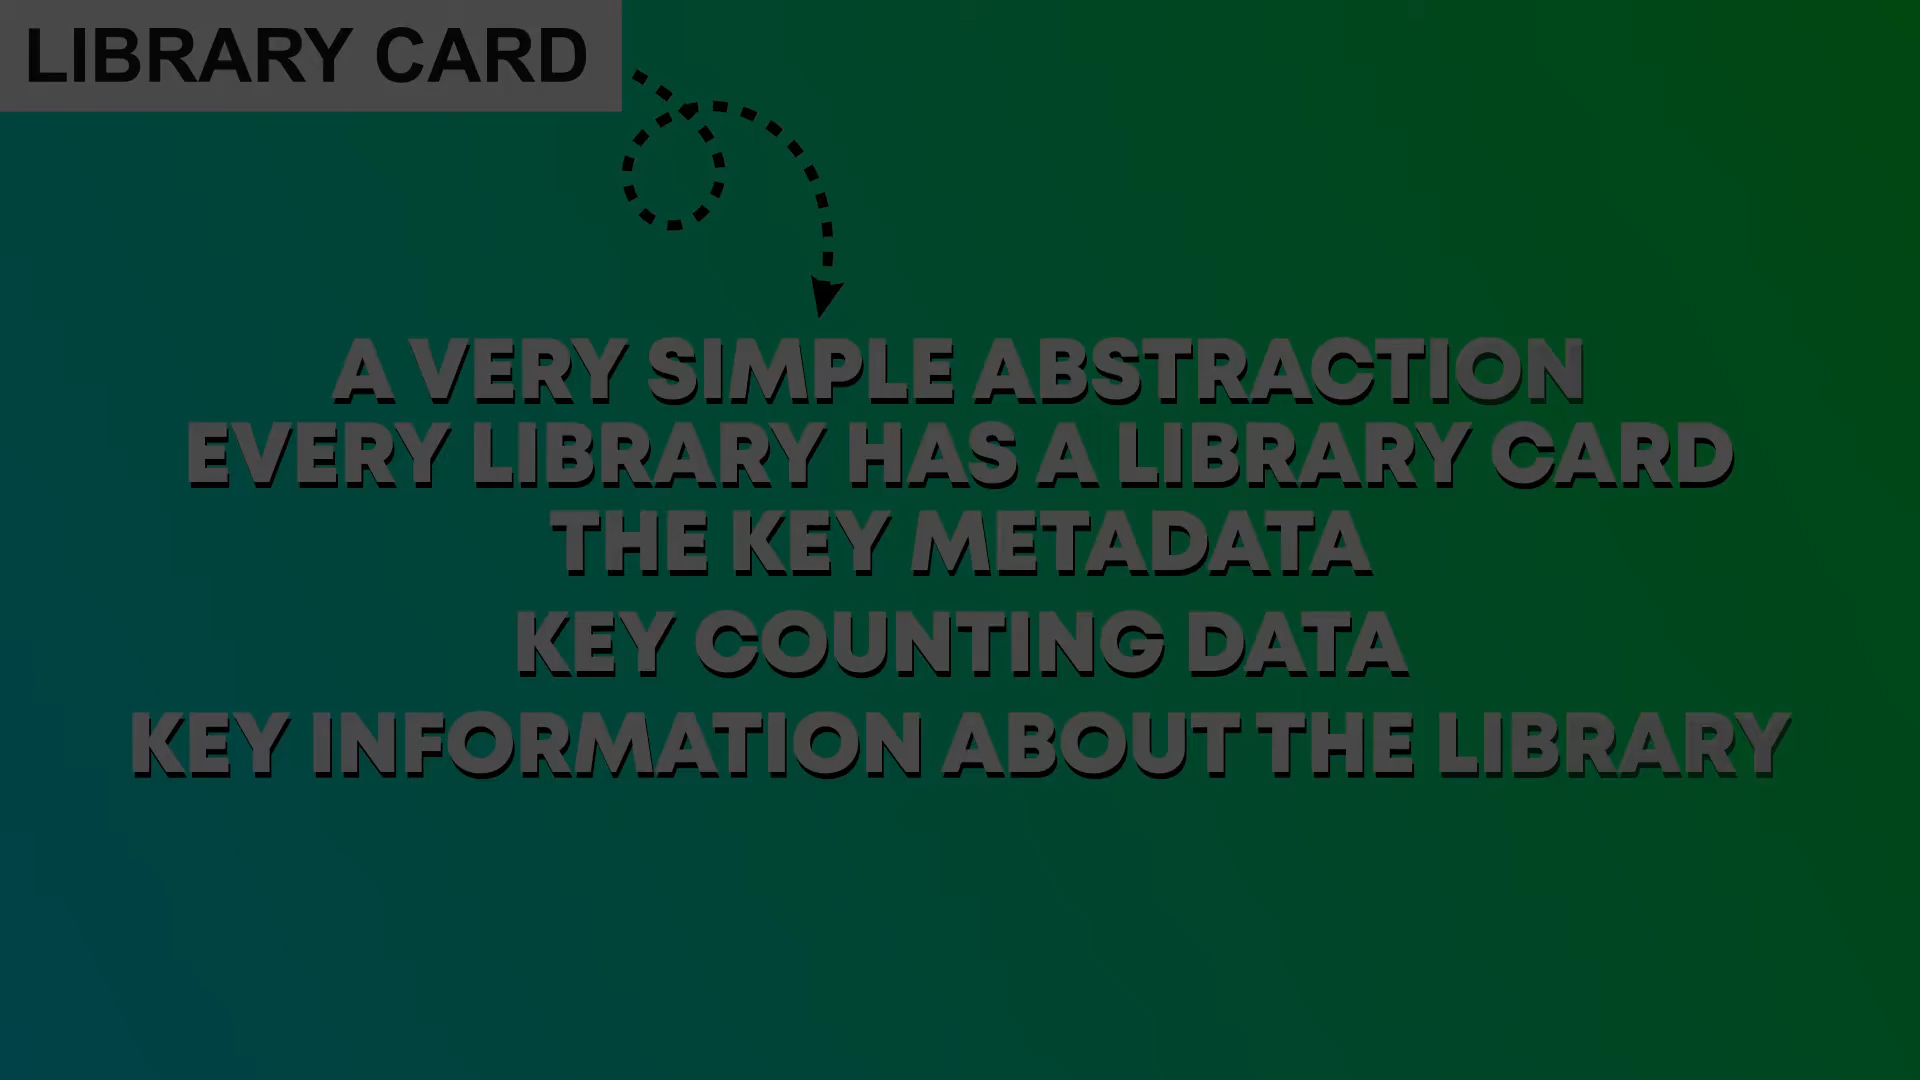 LIBRARY CARD
A VERY SIMPLE ABSTRACTION
EVERY LIBRARY HAS A LIBRARY CARD
THE KEY METADATA
KEY COUNTING DATA
KEY INFORMATION ABOUT THE LIBRARY